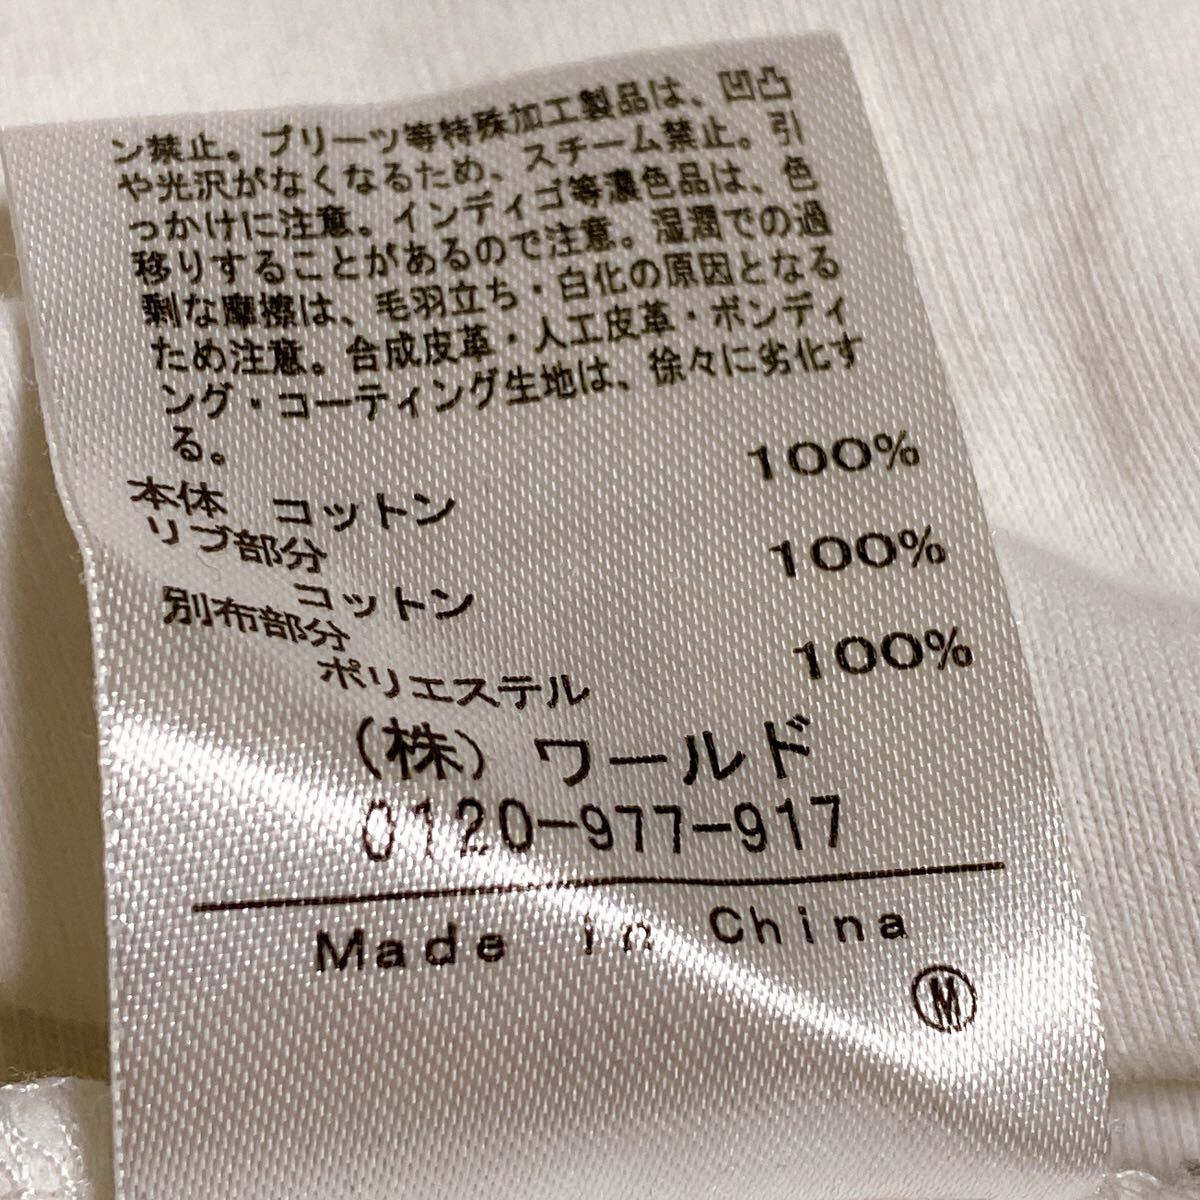 ン禁止。プリーツ等特殊加工製品は、凹凸
や光沢がなくなるため、スチーム禁止。引
っかけに注意。インディゴ等濃色品は、色
移りすることがあるので注意。湿潤での過
剰な摩擦は、毛羽立ち・白化の原因となる
ため注意。合成皮革・人工皮革・ボンディ
ング・コーティング生地は、徐々に劣化す
る。
本体 コットン 100%
リブ部分
コットン 100%
別布部分
ポリエステル 100%
(株) ワールド
0120-977-917
Made in China
Ⓜ